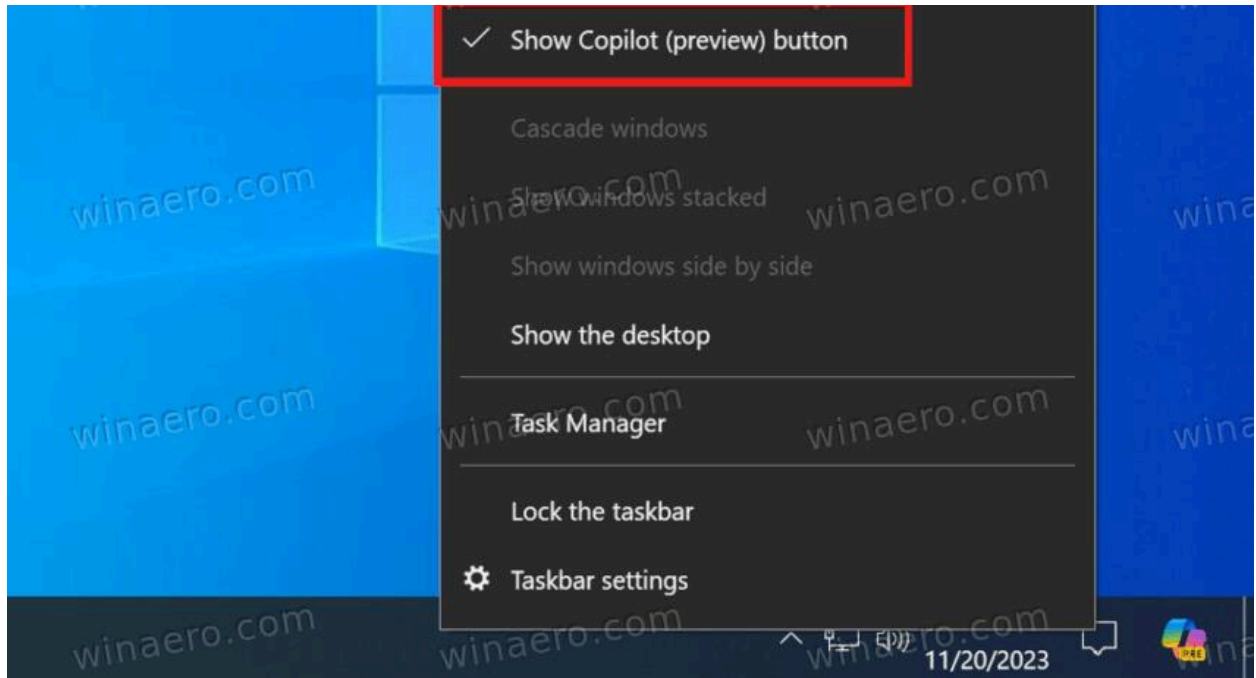 Show Copilot (preview) button
Cascade windows
winaero.com
winaero.com
Show windows stacked
winaero.com
wina
Show windows side by side
Show the desktop
winaero.com
winaero.com
Task Manager
winaero.com
wina
Lock the taskbar
Taskbar settings
winaero.com
winaero.com
winaero.com
11/20/2023
PRE